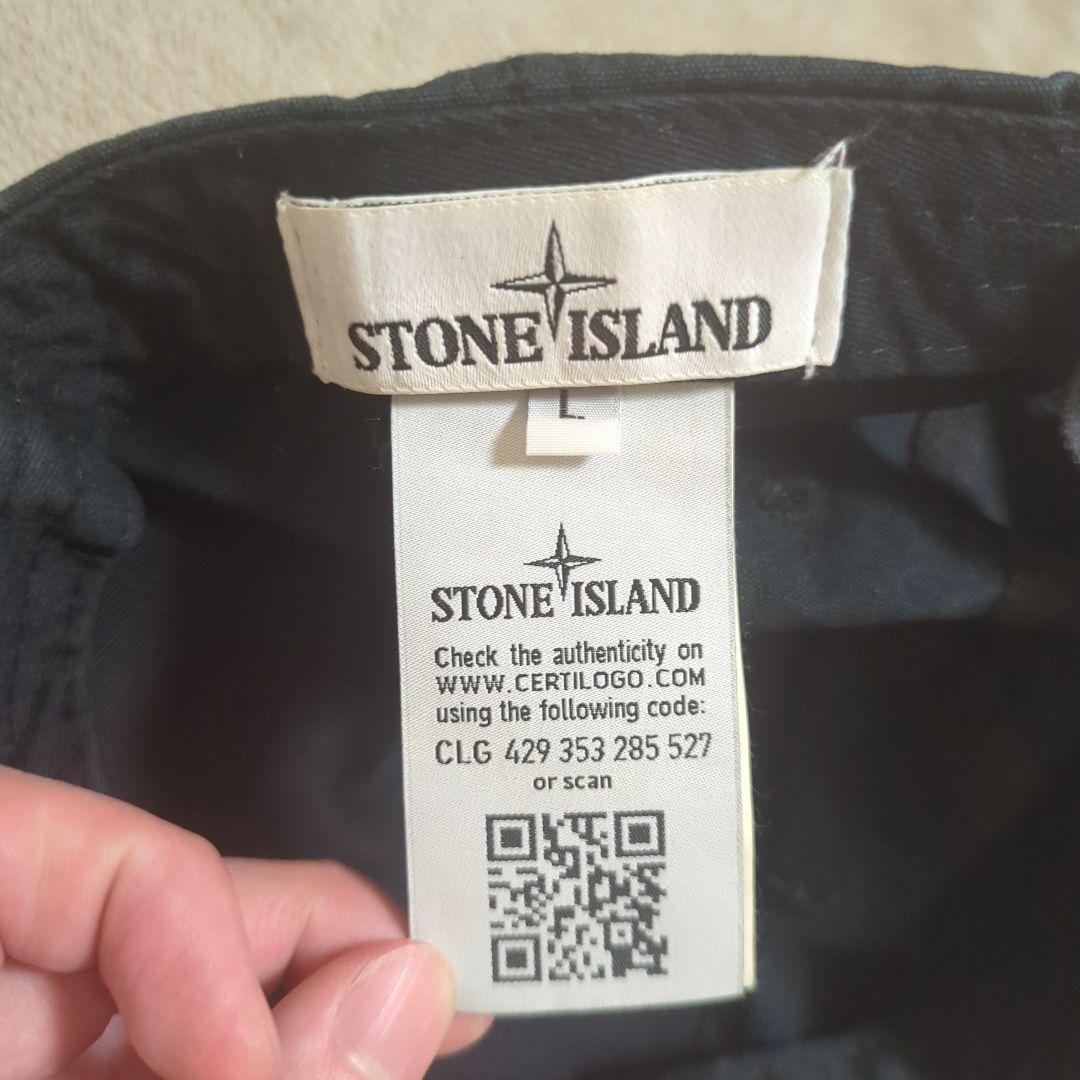 STONE ISLAND
L
STONE ISLAND
Check the authenticity on
WWW.CERTILOGO.COM
using the following code:
CLG 429 353 285 527
or scan